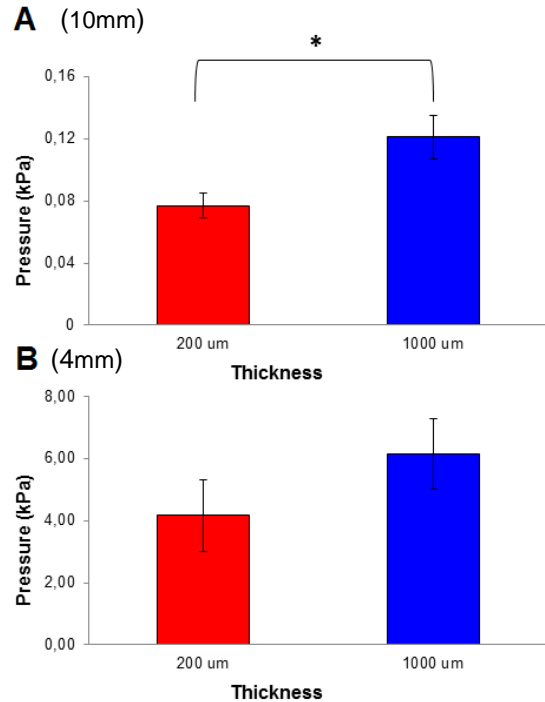 A (10mm)
*
0,16
0,12
0,08
0,04
0
Pressure (kPa)
200 um 1000 um
Thickness
B (4mm)
8,00
6,00
4,00
2,00
0,00
Pressure (kPa)
200 um 1000 um
Thickness